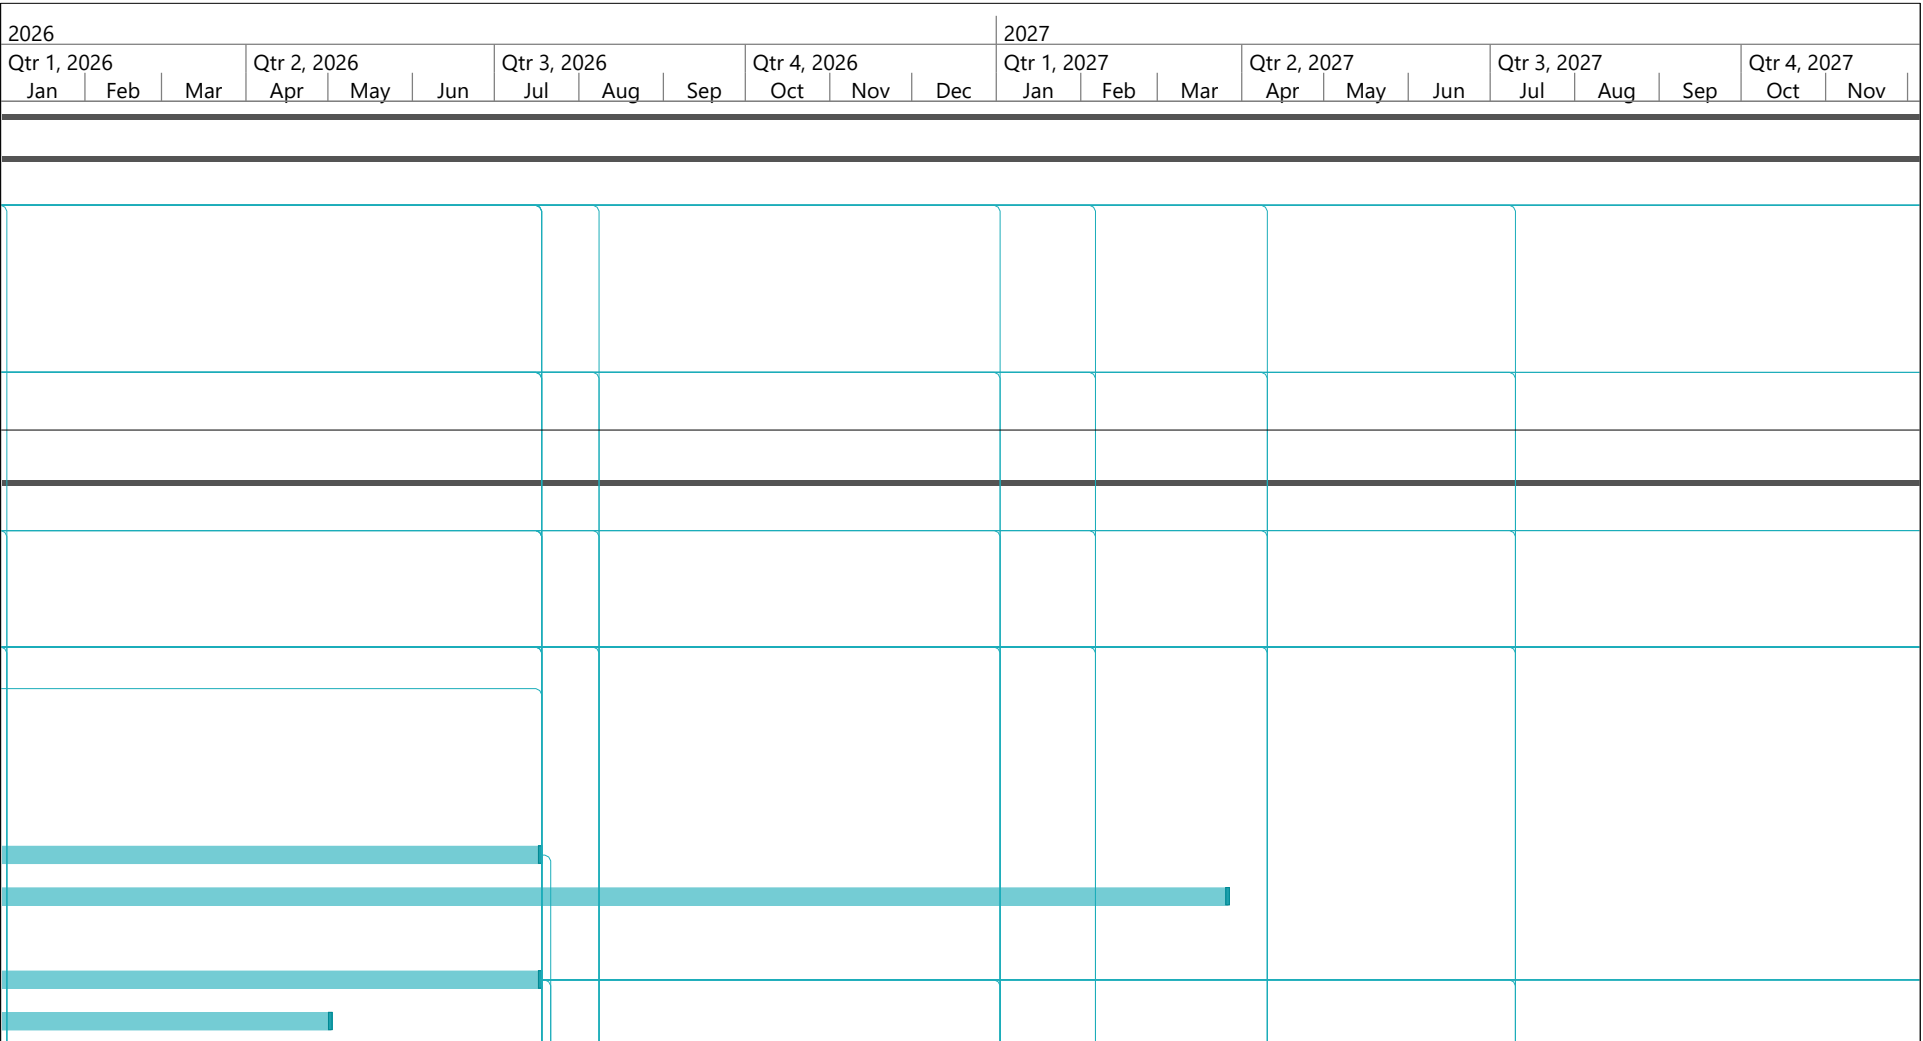 2026 2027
Qtr 1, 2026 Qtr 2, 2026 Qtr 3, 2026 Qtr 4, 2026 Qtr 1, 2027 Qtr 2, 2027 Qtr 3, 2027 Qtr 4, 2027
Jan Feb Mar Apr May Jun Jul Aug Sep Oct Nov Dec Jan Feb Mar Apr May Jun Jul Aug Sep Oct Nov